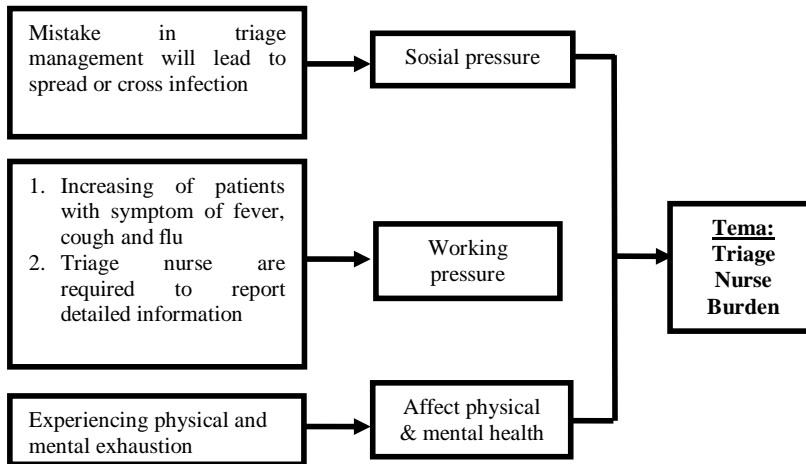 Mistake in triage
management will lead to
spread or cross infection
Sosial pressure
1. Increasing of patients
with symptom of fever,
cough and flu
2. Triage nurse are
required to report
detailed information
Working
pressure
Tema:
Triage
Nurse
Burden
Experiencing physical and
mental exhaustion
Affect physical
& mental health